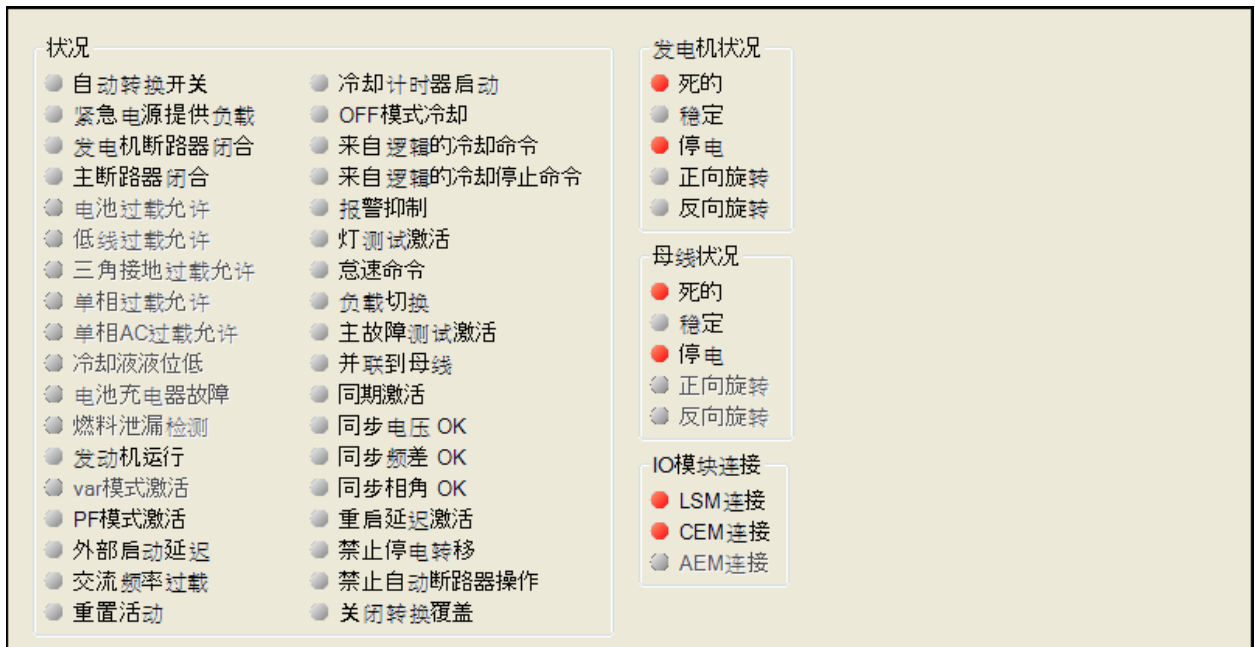 状况
自动转换开关
紧急电源提供负载
发电机断路器闭合
主断路器闭合
电池过载允许
低线过载允许
三角接地过载允许
单相过载允许
单相AC过载允许
冷却液液位低
电池充电器故障
燃料泄漏检测
发动机运行
var模式激活
PF模式激活
外部启动延迟
交流频率过载
重置活动
冷却计时器启动
OFF模式冷却
来自逻辑的冷却命令
来自逻辑的冷却停止命令
报警抑制
灯测试激活
怠速命令
负载切换
主故障测试激活
并联到母线
同期激活
同步电压 OK
同步频差 OK
同步相角 OK
重启延迟激活
禁止停电转移
禁止自动断路器操作
关闭转换覆盖
发电机状况
死的
稳定
停电
正向旋转
反向旋转
母线状况
死的
稳定
停电
正向旋转
反向旋转
IO模块连接
LSM连接
CEM连接
AEM连接